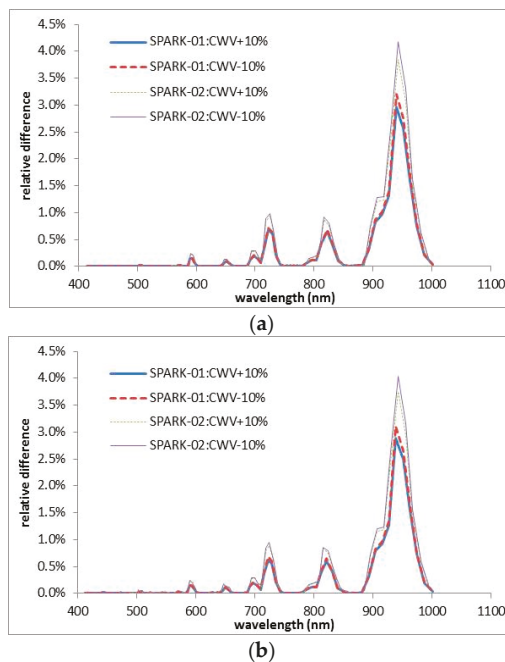 4.5%
4.0%
3.5%
3.0%
2.5%
2.0%
1.5%
1.0%
0.5%
0.0%
relative difference
SPARK-01:CWV+10%
SPARK-01:CWV-10%
SPARK-02:CWV+10%
SPARK-02:CWV-10%
400 500 600 700 800 900 1000 1100
wavelength (nm)
(a)
4.5%
4.0%
3.5%
3.0%
2.5%
2.0%
1.5%
1.0%
0.5%
0.0%
relative difference
SPARK-01:CWV+10%
SPARK-01:CWV-10%
SPARK-02:CWV+10%
SPARK-02:CWV-10%
400 500 600 700 800 900 1000 1100
wavelength (nm)
(b)